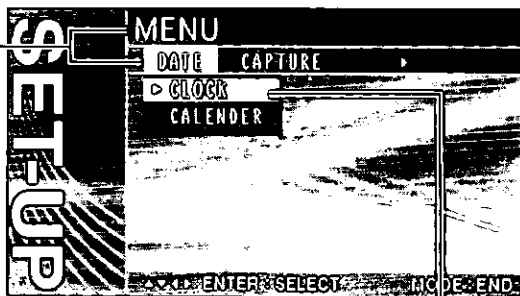 SET-UP
MENU
DATE CAPTURE
CLOCK
CALENDER
ENTER:SELECT MODE:END